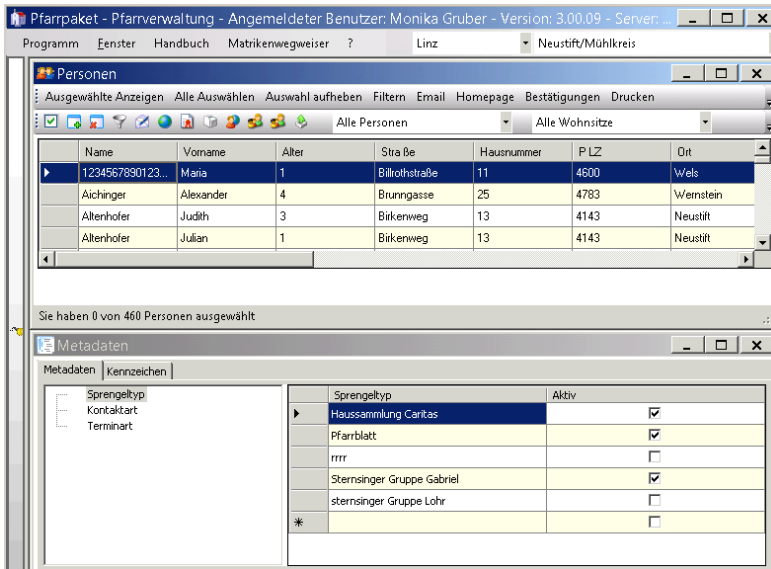 Pfarrpaket - Pfarrverwaltung - Angemeldeter Benutzer: Monika Gruber - Version: 3.00.09 - Server: ...
Programm Fenster Handbuch Matrikenwegweiser ? Linz Neustift/Mühlkreis
Personen
Ausgewählte Anzeigen Alle Auswählen Auswahl aufheben Filtern Email Homepage Bestätigungen Drucken
Alle Personen Alle Wohnsitze
Name Vorname Alter Stra ße Hausnummer P LZ Ort
1234567890123... Maria 1 Billrothstraße 11 4600 Wels
Aichinger Alexander 4 Brunngasse 25 4783 Wernstein
Altenhofer Judith 3 Birkenweg 13 4143 Neustift
Altenhofer Julian 1 Birkenweg 13 4143 Neustift
Sie haben 0 von 460 Personen ausgewählt
Metadaten
Metadaten Kennzeichen
Sprengeltyp
Kontaktart
Terminart
Sprengeltyp Aktiv
Haussammlung Caritas
Pfarrblatt
rrrr
Sternsinger Gruppe Gabriel
sternsinger Gruppe Lohr